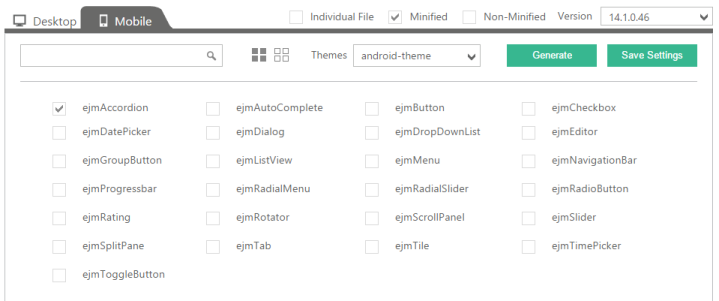 Desktop Mobile Individual File Minified Non-Minified Version 14.1.0.46
Themes android-theme Generate Save Settings
ejmAccordion ejmAutoComplete ejmButton ejmCheckbox
ejmDatePicker ejmDialog ejmDropDownList ejmEditor
ejmGroupButton ejmListView ejmMenu ejmNavigationBar
ejmProgressbar ejmRadialMenu ejmRadialSlider ejmRadioButton
ejmRating ejmRotator ejmScrollPanel ejmSlider
ejmSplitPane ejmTab ejmTile ejmTimePicker
ejmToggleButton